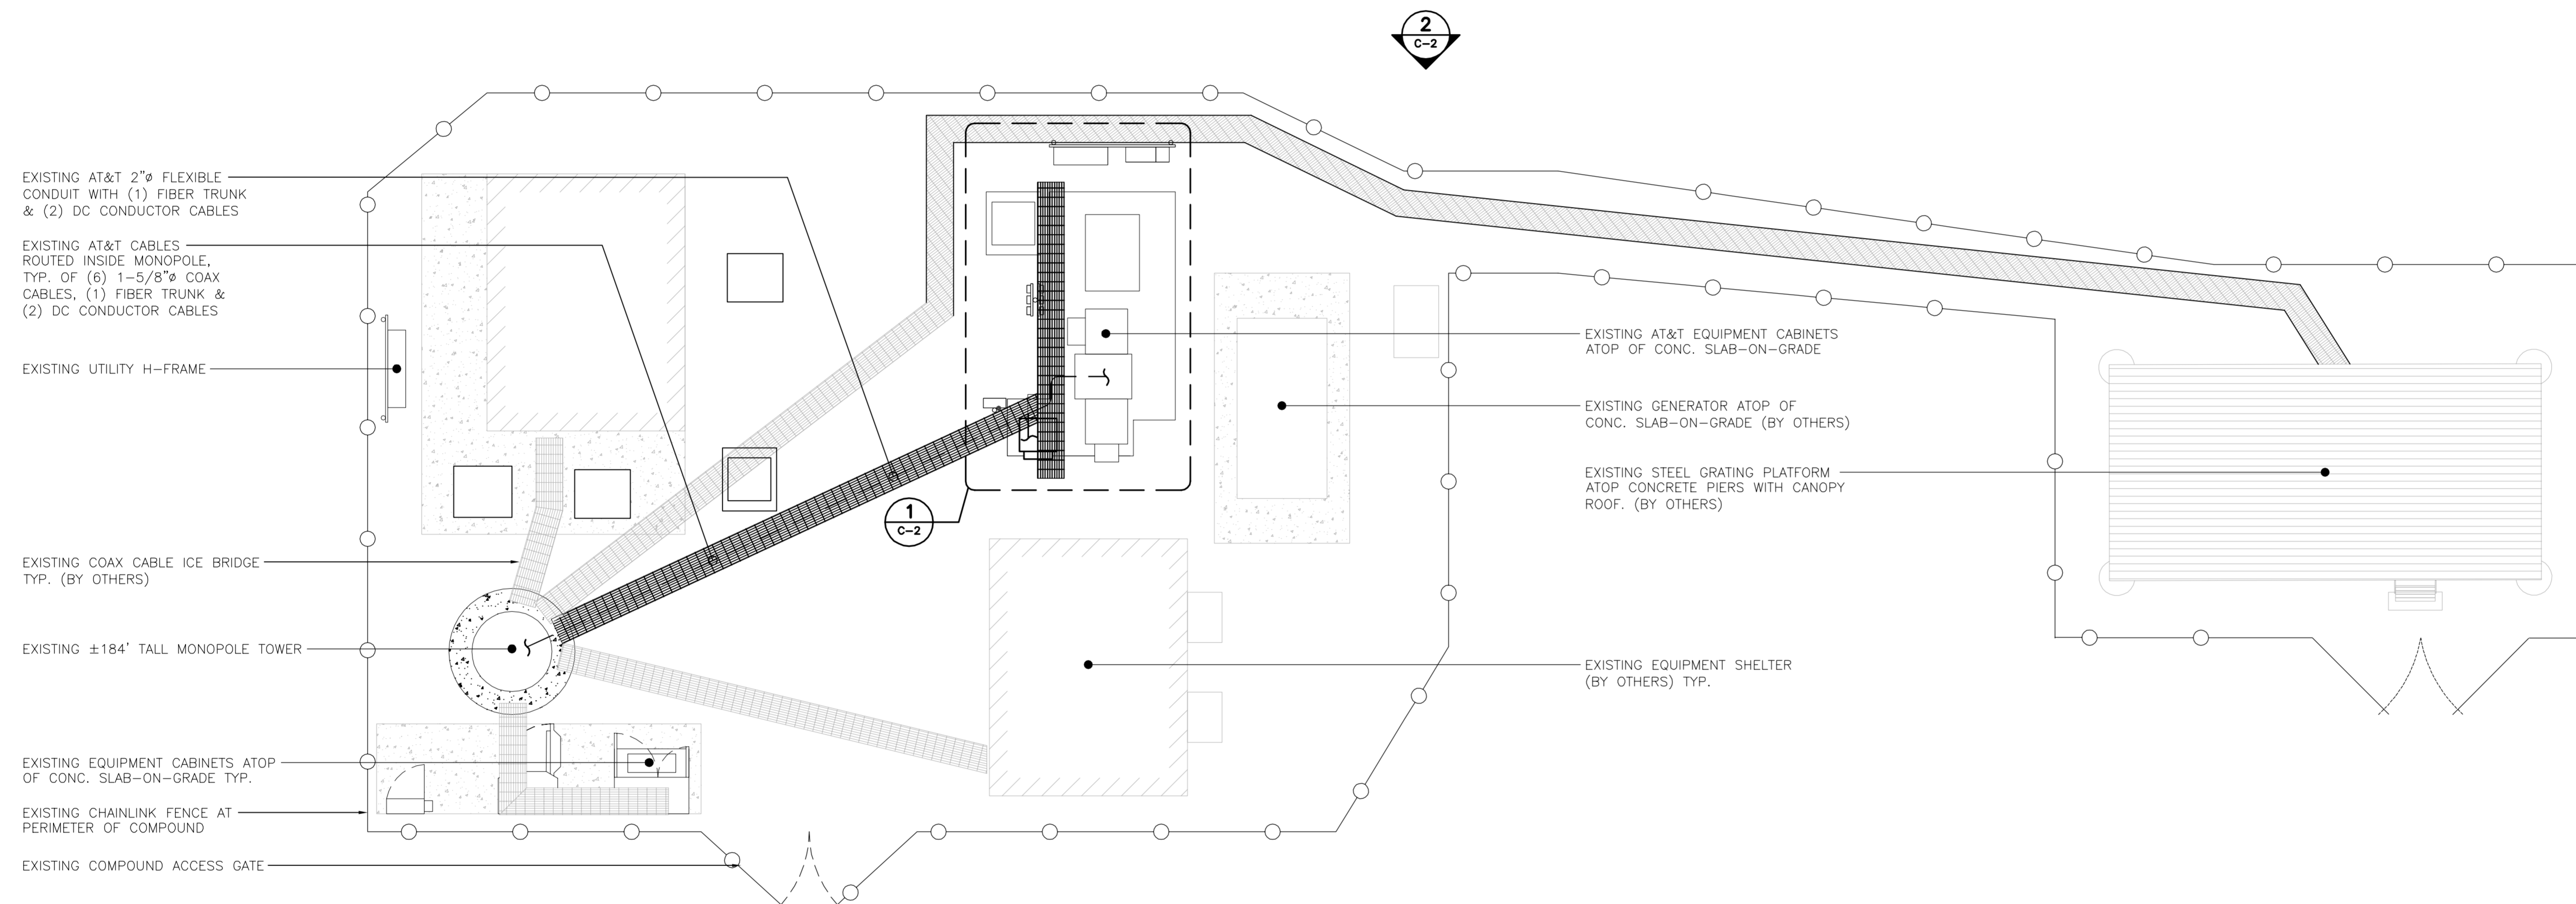 2
C-2
EXISTING AT&T 2"ø FLEXIBLE
CONDUIT WITH (1) FIBER TRUNK
& (2) DC CONDUCTOR CABLES
EXISTING AT&T CABLES
ROUTED INSIDE MONOPOLE,
TYP. OF (6) 1-5/8"ø COAX
CABLES, (1) FIBER TRUNK &
(2) DC CONDUCTOR CABLES
EXISTING UTILITY H-FRAME
EXISTING COAX CABLE ICE BRIDGE
TYP. (BY OTHERS)
EXISTING ±184' TALL MONOPOLE TOWER
EXISTING EQUIPMENT CABINETS ATOP
OF CONC. SLAB-ON-GRADE TYP.
EXISTING CHAINLINK FENCE AT
PERIMETER OF COMPOUND
EXISTING COMPOUND ACCESS GATE
1
C-2
EXISTING AT&T EQUIPMENT CABINETS
ATOP OF CONC. SLAB-ON-GRADE
EXISTING GENERATOR ATOP OF
CONC. SLAB-ON-GRADE (BY OTHERS)
EXISTING STEEL GRATING PLATFORM
ATOP CONCRETE PIERS WITH CANOPY
ROOF. (BY OTHERS)
EXISTING EQUIPMENT SHELTER
(BY OTHERS) TYP.